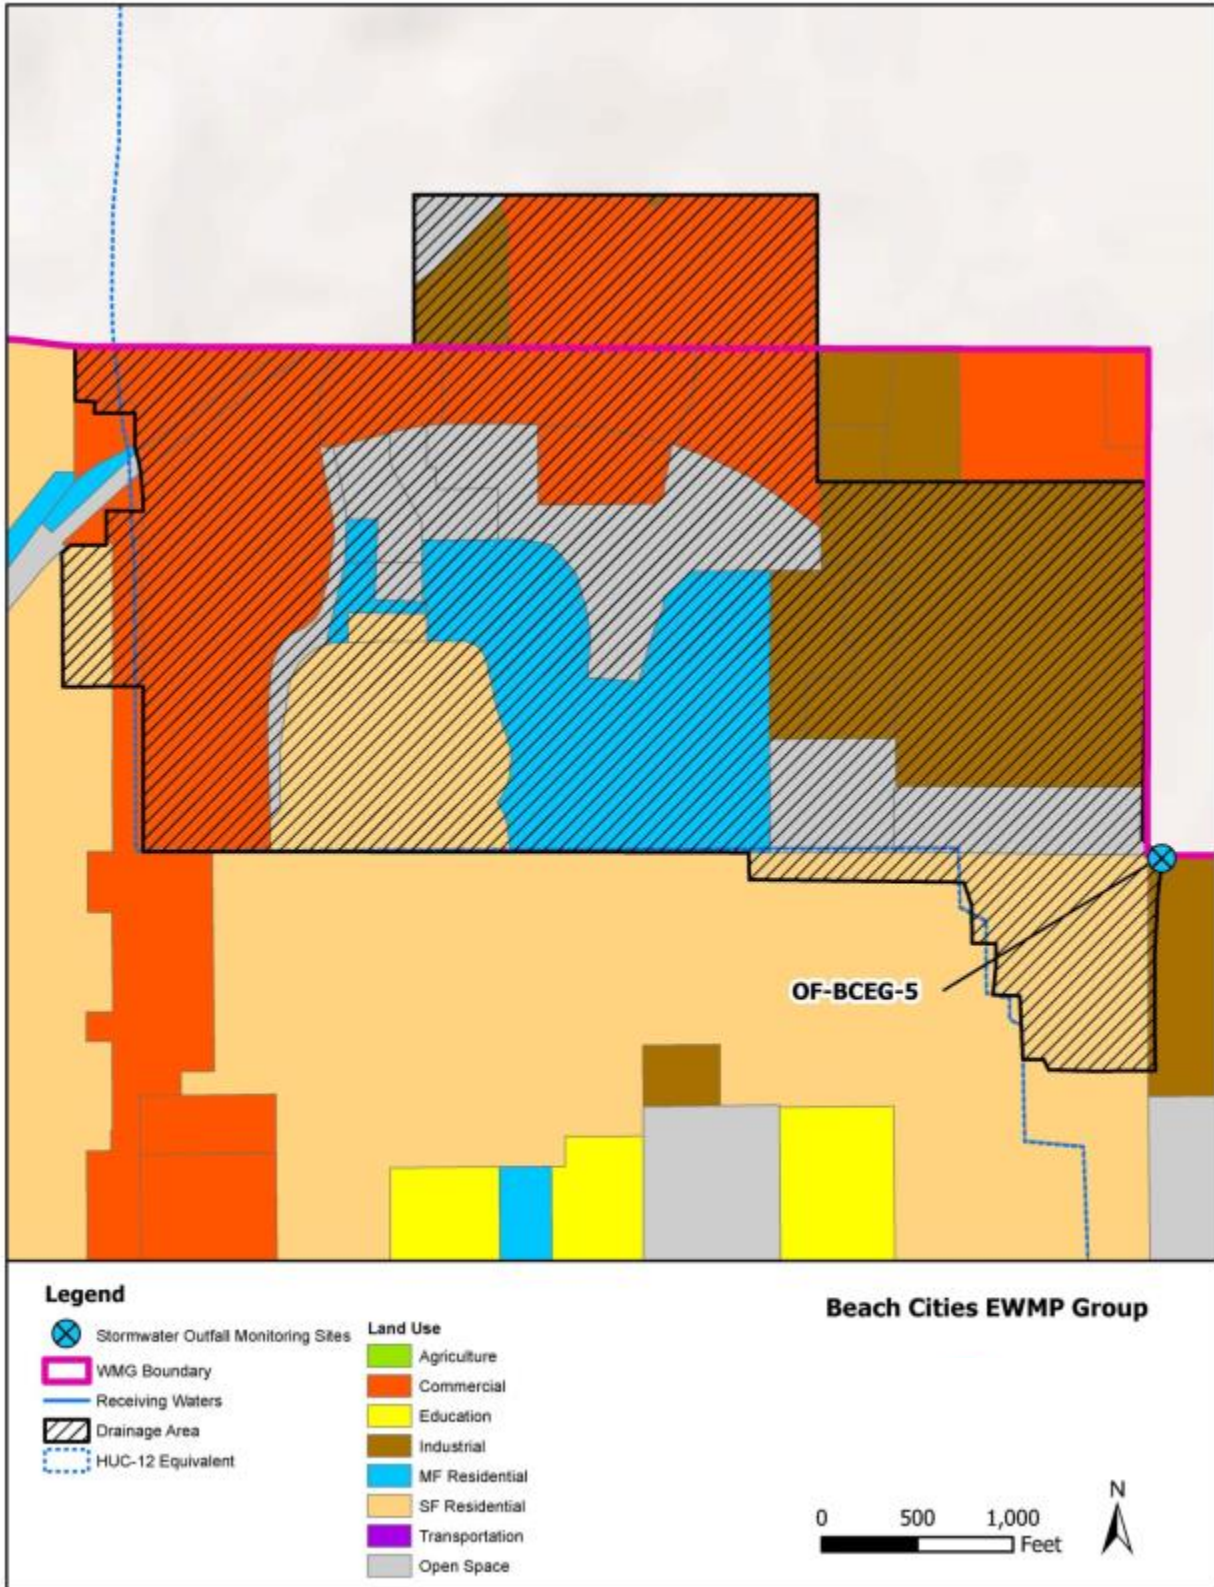 OF-BCEG-5
Legend
Stormwater Outfall Monitoring Sites
WMG Boundary
Receiving Waters
Drainage Area
HUC-12 Equivalent
Land Use
Agriculture
Commercial
Education
Industrial
MF Residential
SF Residential
Transportation
Open Space
Beach Cities EWMP Group
0 500 1,000
Feet
N